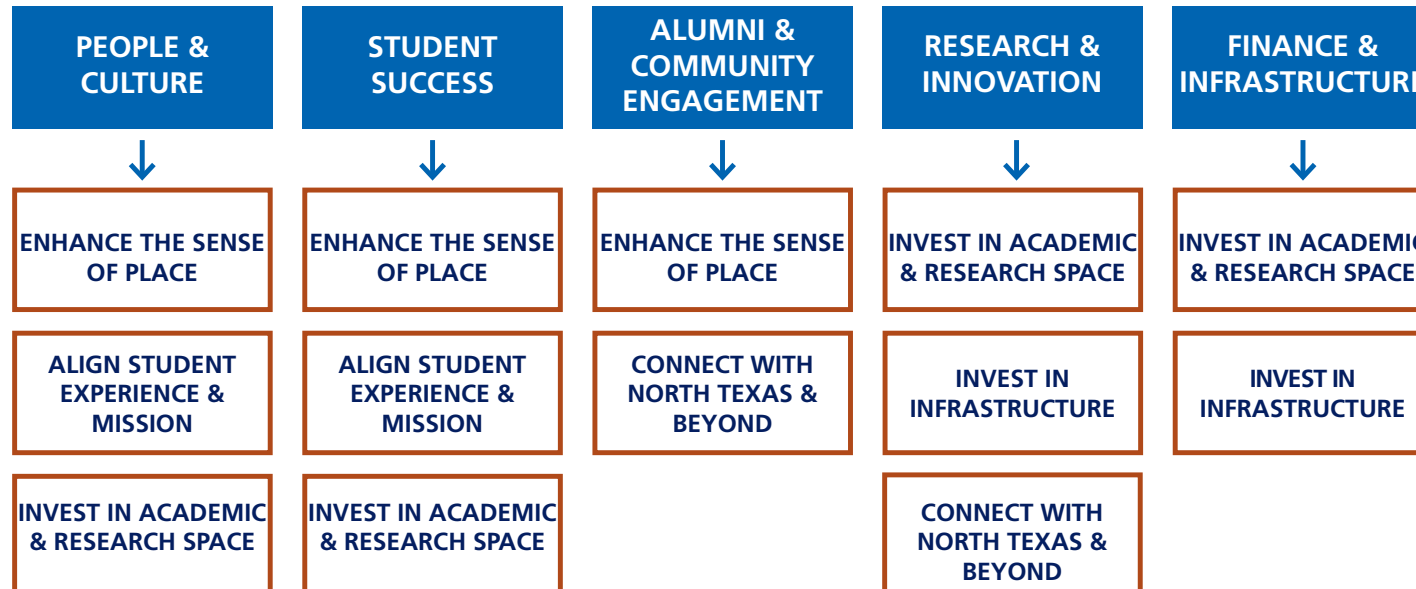 PEOPLE &
CULTURE
STUDENT
SUCCESS
ALUMNI &
COMMUNITY
ENGAGEMENT
RESEARCH &
INNOVATION
FINANCE &
INFRASTRUCTURE
ENHANCE THE SENSE
OF PLACE
ENHANCE THE SENSE
OF PLACE
ENHANCE THE SENSE
OF PLACE
INVEST IN ACADEMIC
& RESEARCH SPACE
INVEST IN ACADEMIC
& RESEARCH SPACE
ALIGN STUDENT
EXPERIENCE &
MISSION
ALIGN STUDENT
EXPERIENCE &
MISSION
CONNECT WITH
NORTH TEXAS &
BEYOND
INVEST IN
INFRASTRUCTURE
INVEST IN
INFRASTRUCTURE
INVEST IN ACADEMIC
& RESEARCH SPACE
INVEST IN ACADEMIC
& RESEARCH SPACE
CONNECT WITH
NORTH TEXAS &
BEYOND